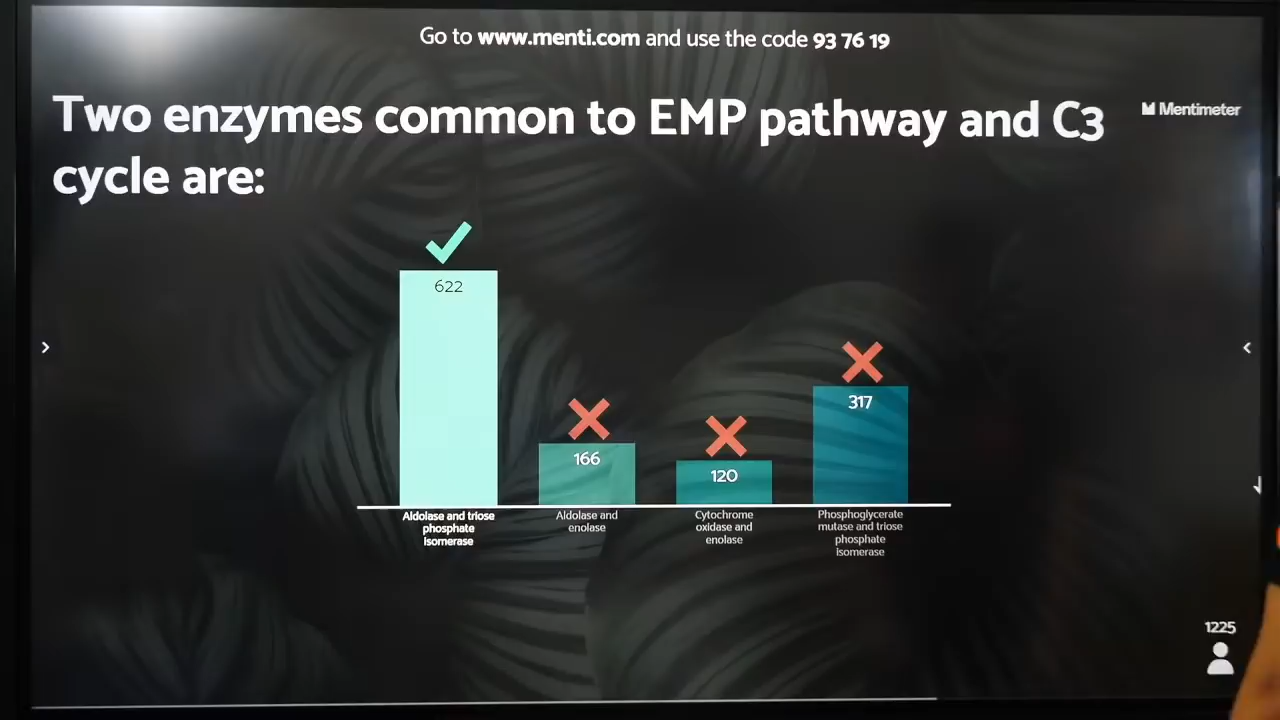 Go to www.menti.com and use the code 93 76 19
Two enzymes common to EMP pathway and C3
cycle are:
Mentimeter
622
166
120
317
Aldolase and triose
phosphate
isomerase
Aldolase and
enolase
Cytochrome
oxidase and
enolase
Phosphoglycerate
mutase and triose
phosphate
isomerase
1225